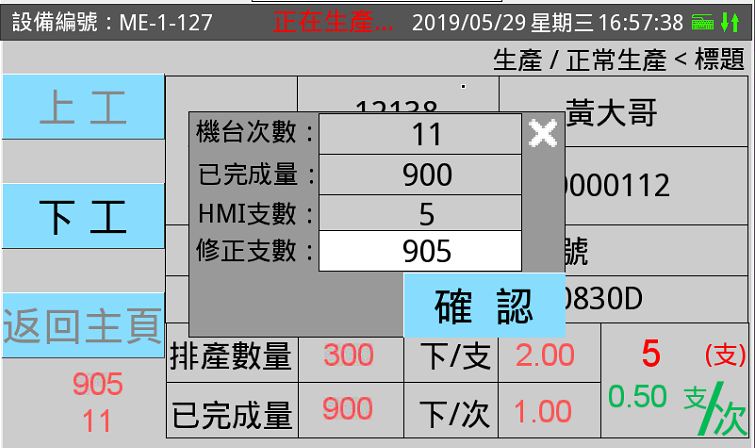 設備編號：ME-1-127 正在生產... 2019/05/29 星期三 16:57:38
生產 / 正常生產 < 標題
上 工
12138
黃大哥
機台次數： 11
已完成量： 900
0000112
下 工
HMI支數： 5
修正支數： 905
號
確 認
0830D
返回主頁
排產數量 300 下/支 2.00 5 (支)
905
已完成量 900 下/次 1.00 0.50 支/次
11